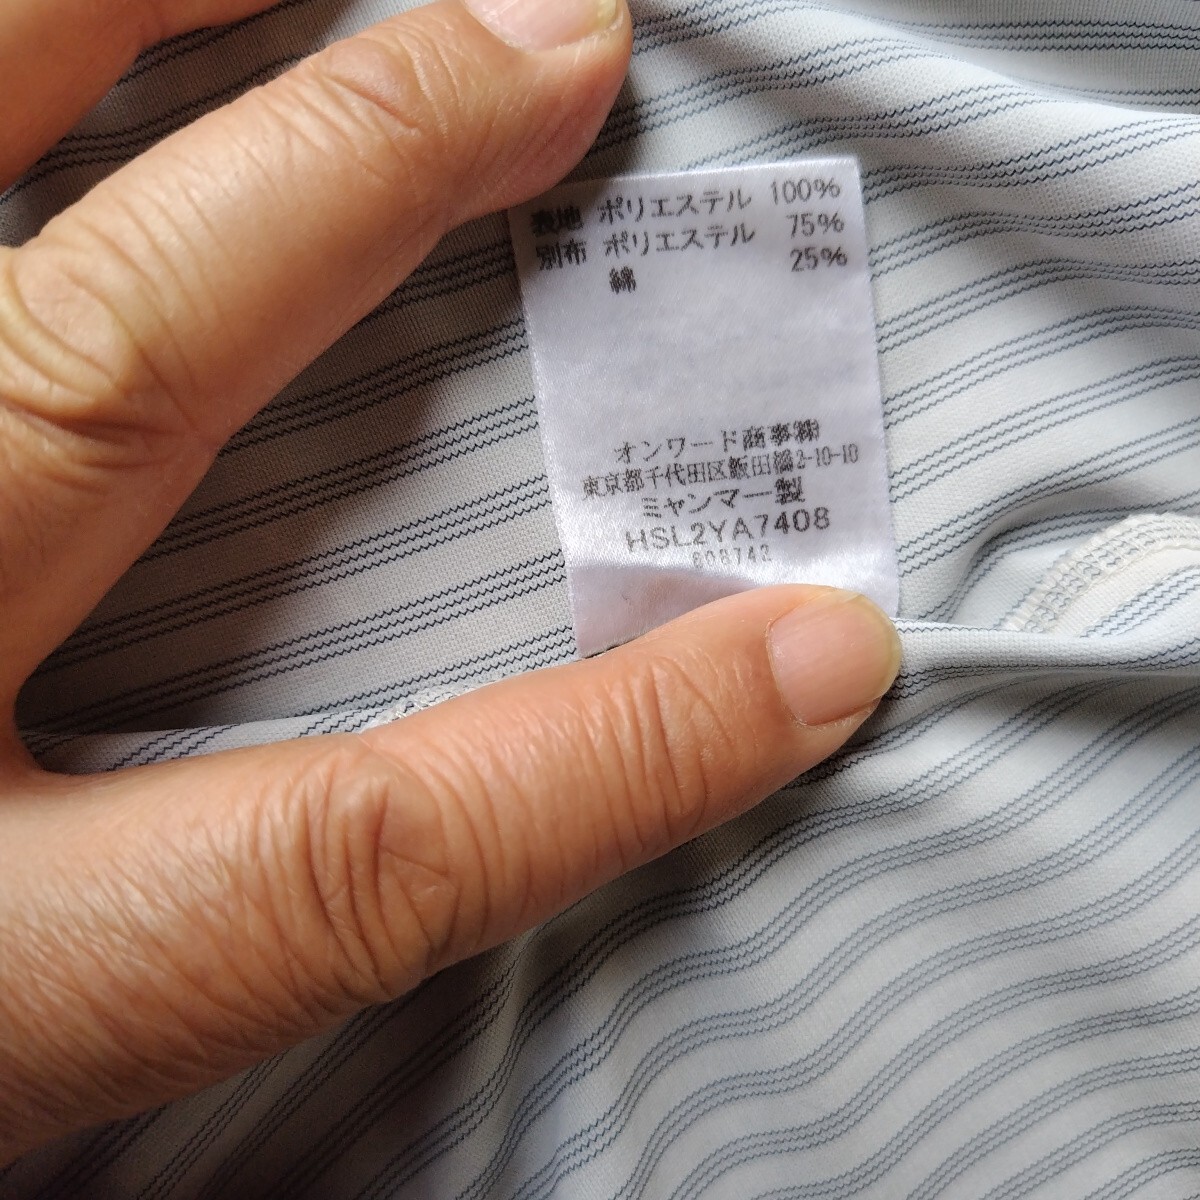 表地 ポリエステル 100%
別布 ポリエステル 75%
綿 25%
オンワード商事㈱
東京都千代田区飯田橋2-10-10
ミャンマー製
HSL2YA7408